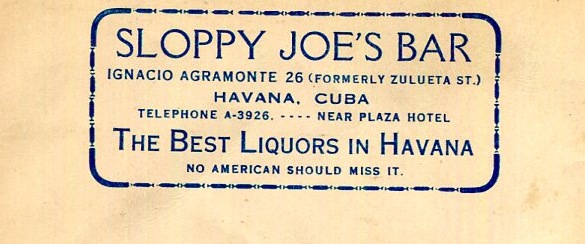 SLOPPY JOE'S BAR
IGNACIO AGRAMONTE 26 (FORMERLY ZULUETA ST.)
HAVANA, CUBA
TELEPHONE A-3926. ---- NEAR PLAZA HOTEL
THE BEST LIQUORS IN HAVANA
NO AMERICAN SHOULD MISS IT.